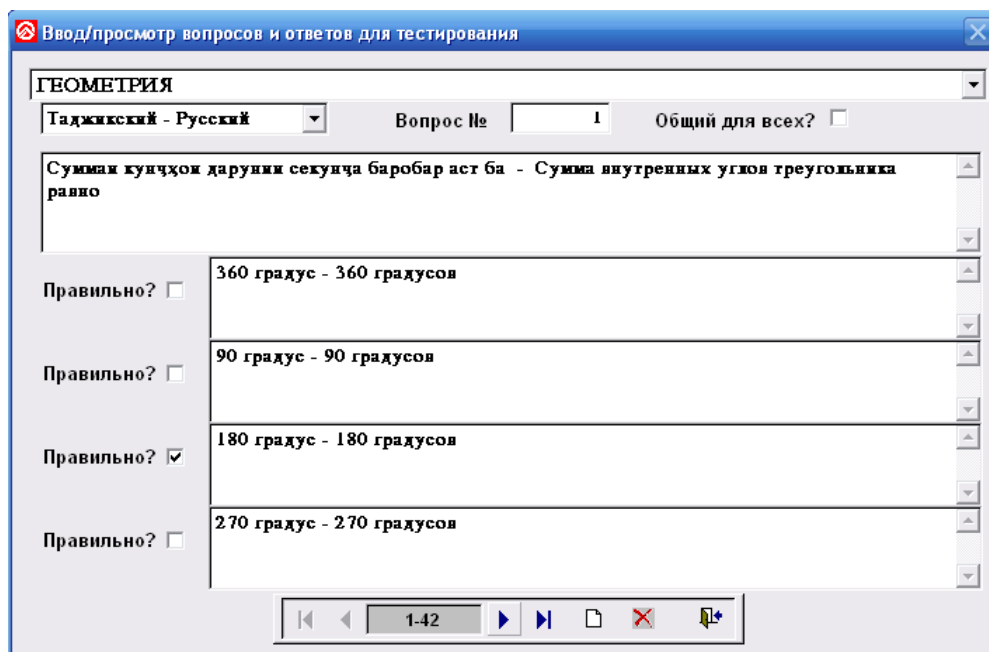 Ввод/просмотр вопросов и ответов для тестирования
ГЕОМЕТРИЯ
Таджикский - Русский Вопрос № 1 Общий для всех?
Суммаи кунҷҳои дарунии секунҷа баробар аст ба - Сумма внутренных углов треугольника
равно
Правильно? 360 градус - 360 градусов
Правильно? 90 градус - 90 градусов
Правильно? 180 градус - 180 градусов
Правильно? 270 градус - 270 градусов
1-42